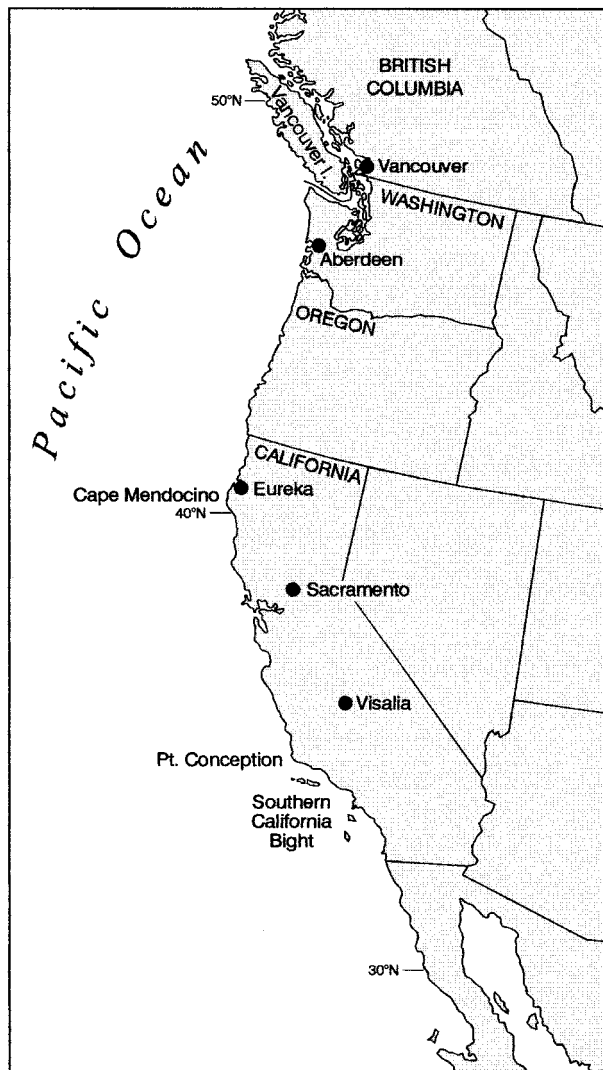 BRITISH
COLUMBIA
50°N
Vancouver I.
Vancouver
Pacific Ocean
WASHINGTON
Aberdeen
OREGON
CALIFORNIA
Cape Mendocino
Eureka
40°N
Sacramento
Visalia
Pt. Conception
Southern
California
Bight
30°N